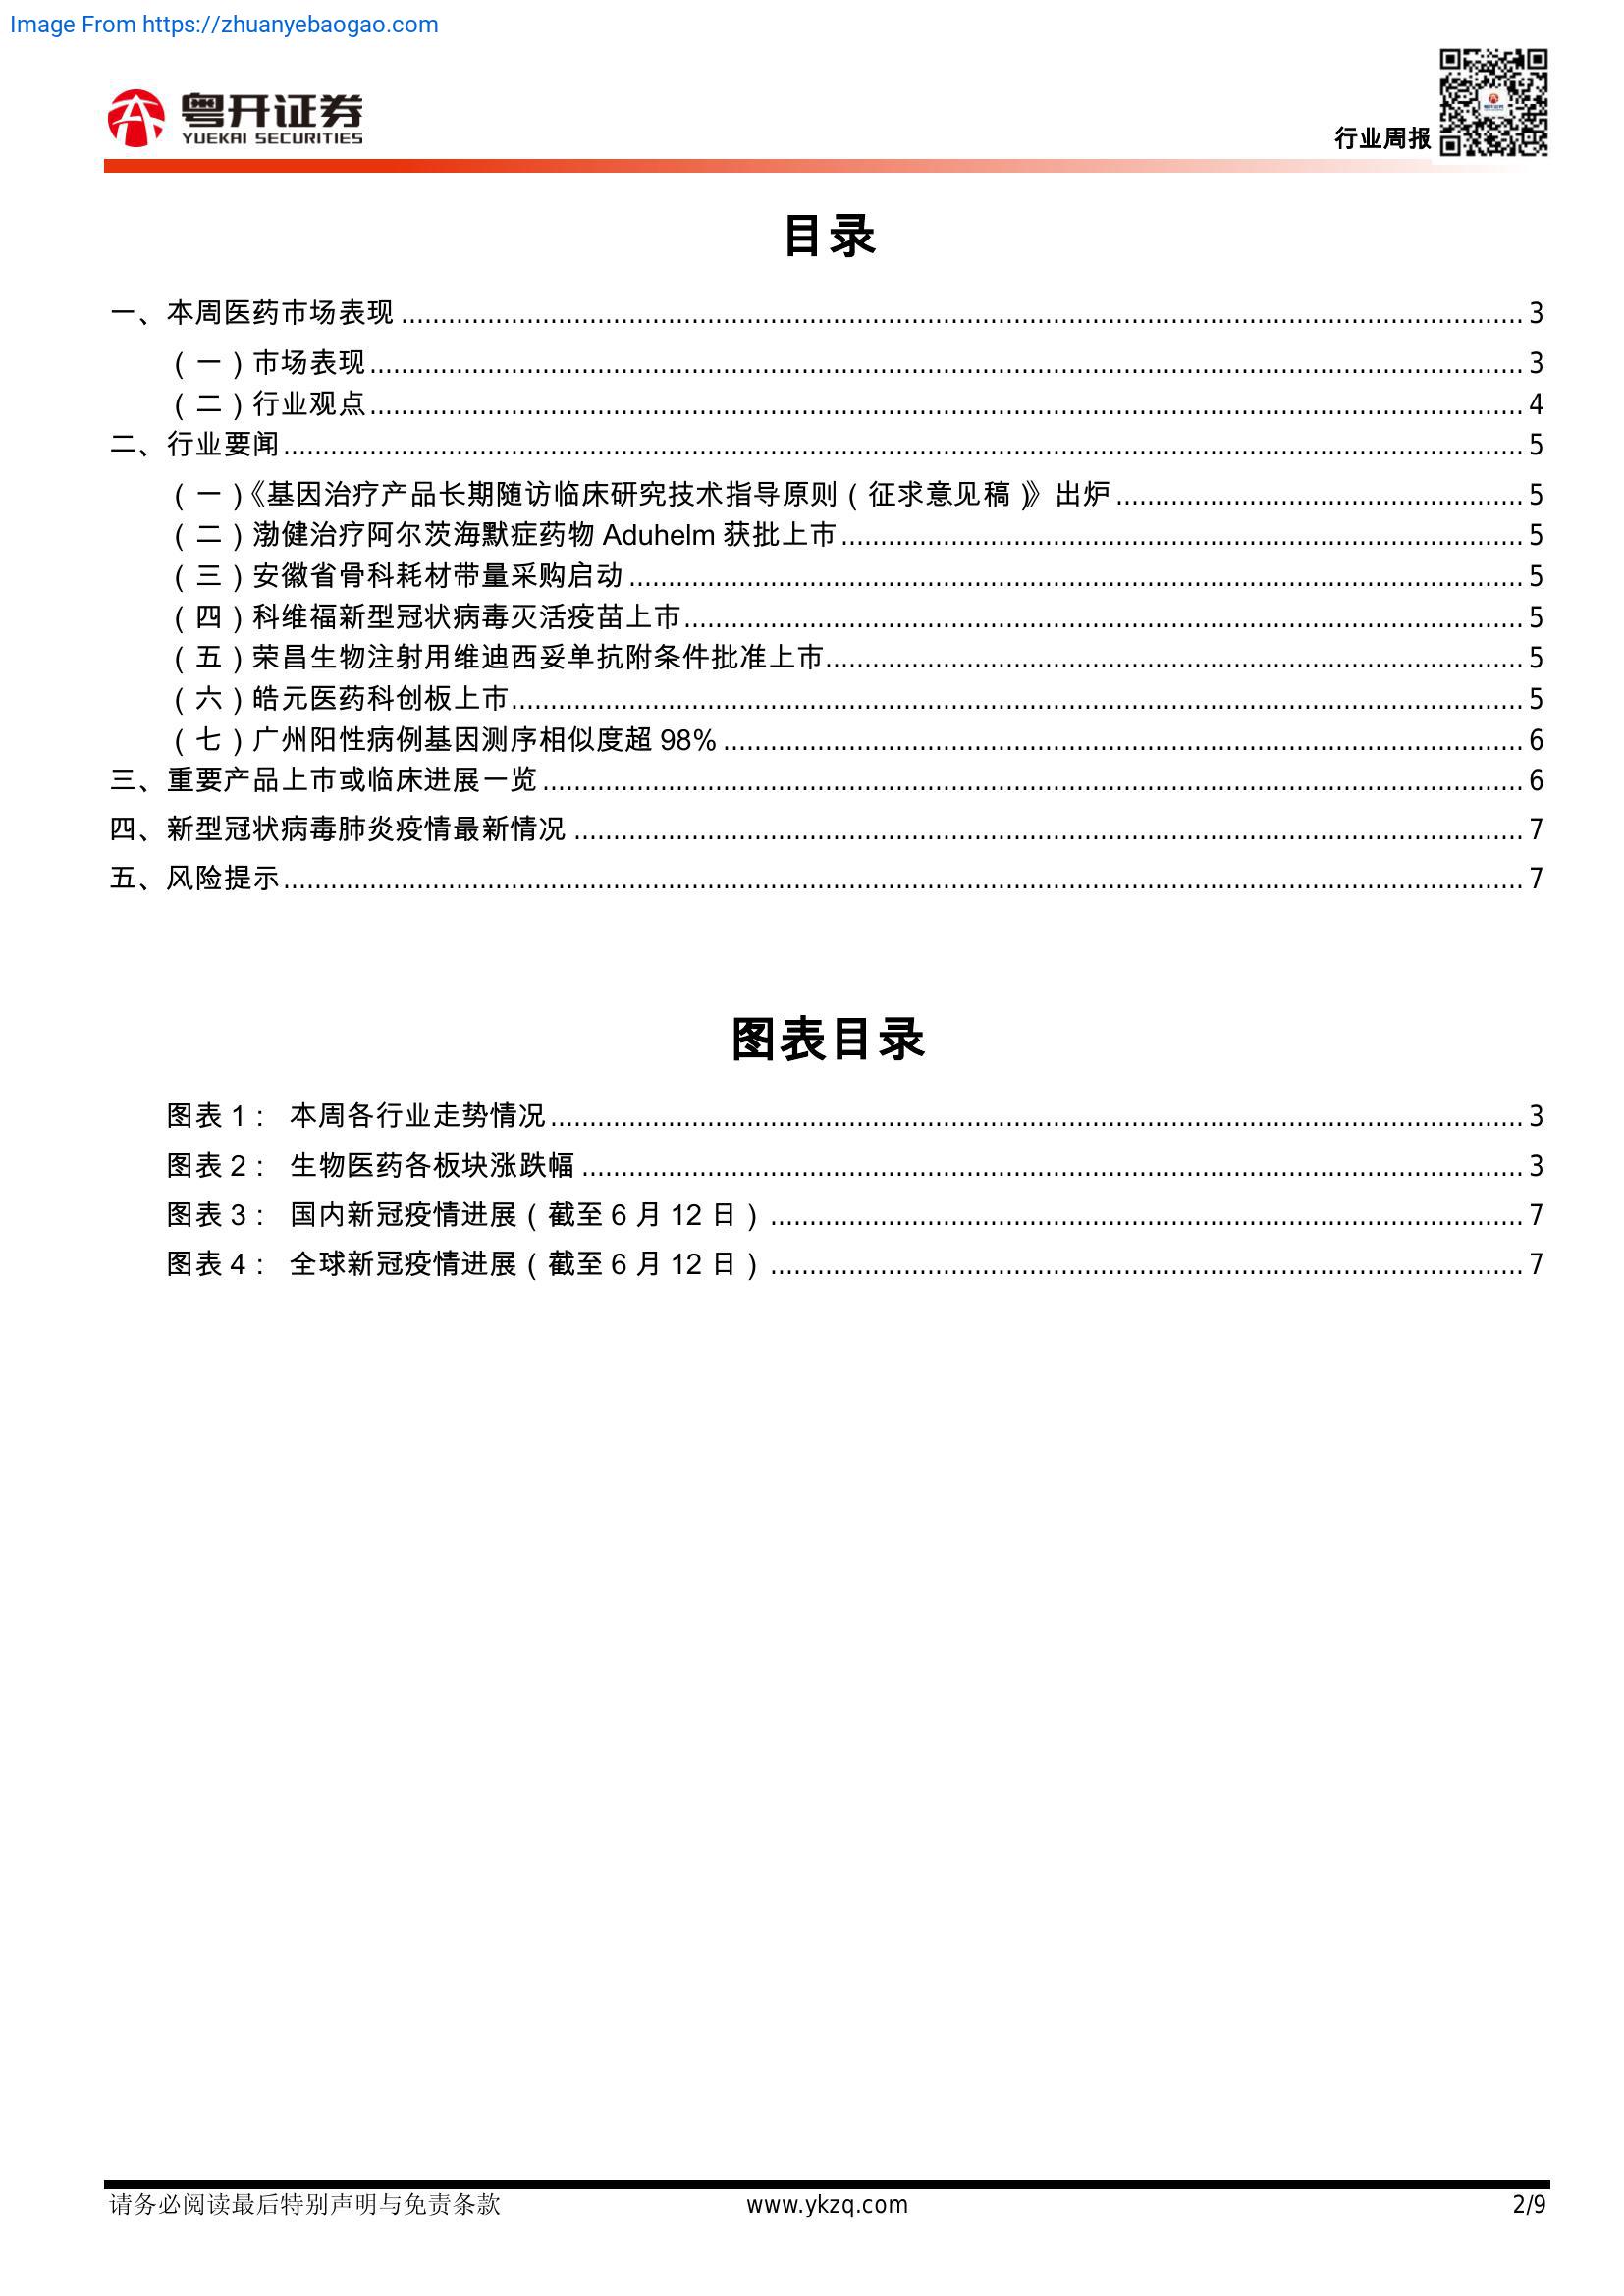 Image From https://zhuanyebaogao.com
粤开证券
YUEKAI SECURITIES
行业周报
目录
一、本周医药市场表现 3
（一）市场表现 3
（二）行业观点 4
二、行业要闻 5
（一）《基因治疗产品长期随访临床研究技术指导原则（征求意见稿）》出炉 5
（二）渤健治疗阿尔茨海默症药物 Aduhelm 获批上市 5
（三）安徽省骨科耗材带量采购启动 5
（四）科维福新型冠状病毒灭活疫苗上市 5
（五）荣昌生物注射用维迪西妥单抗附条件批准上市 5
（六）皓元医药科创板上市 5
（七）广州阳性病例基因测序相似度超 98% 6
三、重要产品上市或临床进展一览 6
四、新型冠状病毒肺炎疫情最新情况 7
五、风险提示 7
图表目录
图表 1： 本周各行业走势情况 3
图表 2： 生物医药各板块涨跌幅 3
图表 3： 国内新冠疫情进展（截至 6 月 12 日） 7
图表 4： 全球新冠疫情进展（截至 6 月 12 日） 7
请务必阅读最后特别声明与免责条款 www.ykzq.com 2/9